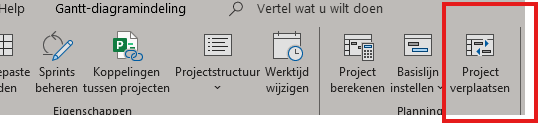 Help Gantt-diagramindeling Vertel wat u wilt doen
epaste Sprints Koppelingen Projectstructuur Werktijd Project Basislijn Project
den beheren tussen projecten wijzigen berekenen instellen verplaatsen
Eigenschappen Planning